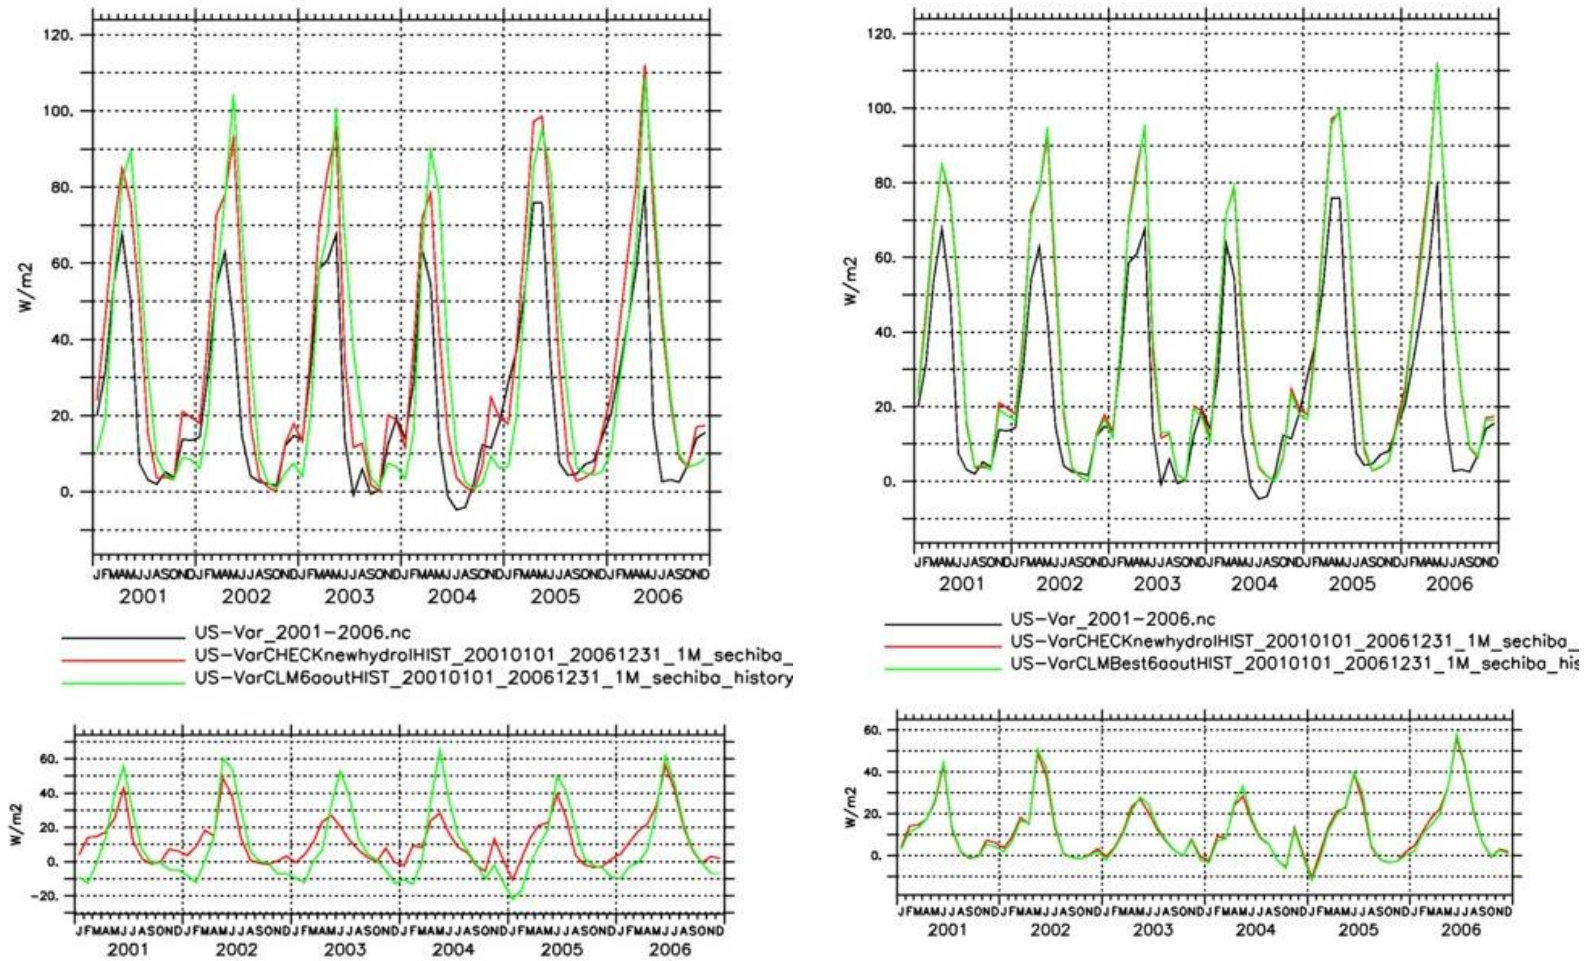 120.
100.
80.
60.
40.
20.
0.
W/m2
JFMAMJJASONDJFMAMJJASONDJFMAMJJASONDJFMAMJJASONDJFMAMJJASONDJFMAMJJASOND
2001 2002 2003 2004 2005 2006
US-Var_2001-2006.nc
US-VarCHECKnewhydrolHIST_20010101_20061231_1M_sechiba_
US-VarCLM6aoutHIST_20010101_20061231_1M_sechiba_history
60.
40.
20.
0.
-20.
W/m2
JFMAMJJASONDJFMAMJJASONDJFMAMJJASONDJFMAMJJASONDJFMAMJJASONDJFMAMJJASOND
2001 2002 2003 2004 2005 2006
120.
100.
80.
60.
40.
20.
0.
W/m2
JFMAMJJASONDJFMAMJJASONDJFMAMJJASONDJFMAMJJASONDJFMAMJJASONDJFMAMJJASOND
2001 2002 2003 2004 2005 2006
US-Var_2001-2006.nc
US-VarCHECKnewhydrolHIST_20010101_20061231_1M_sechiba_
US-VarCLMBest6aoutHIST_20010101_20061231_1M_sechiba_his
60.
40.
20.
0.
W/m2
JFMAMJJASONDJFMAMJJASONDJFMAMJJASONDJFMAMJJASONDJFMAMJJASONDJFMAMJJASOND
2001 2002 2003 2004 2005 2006